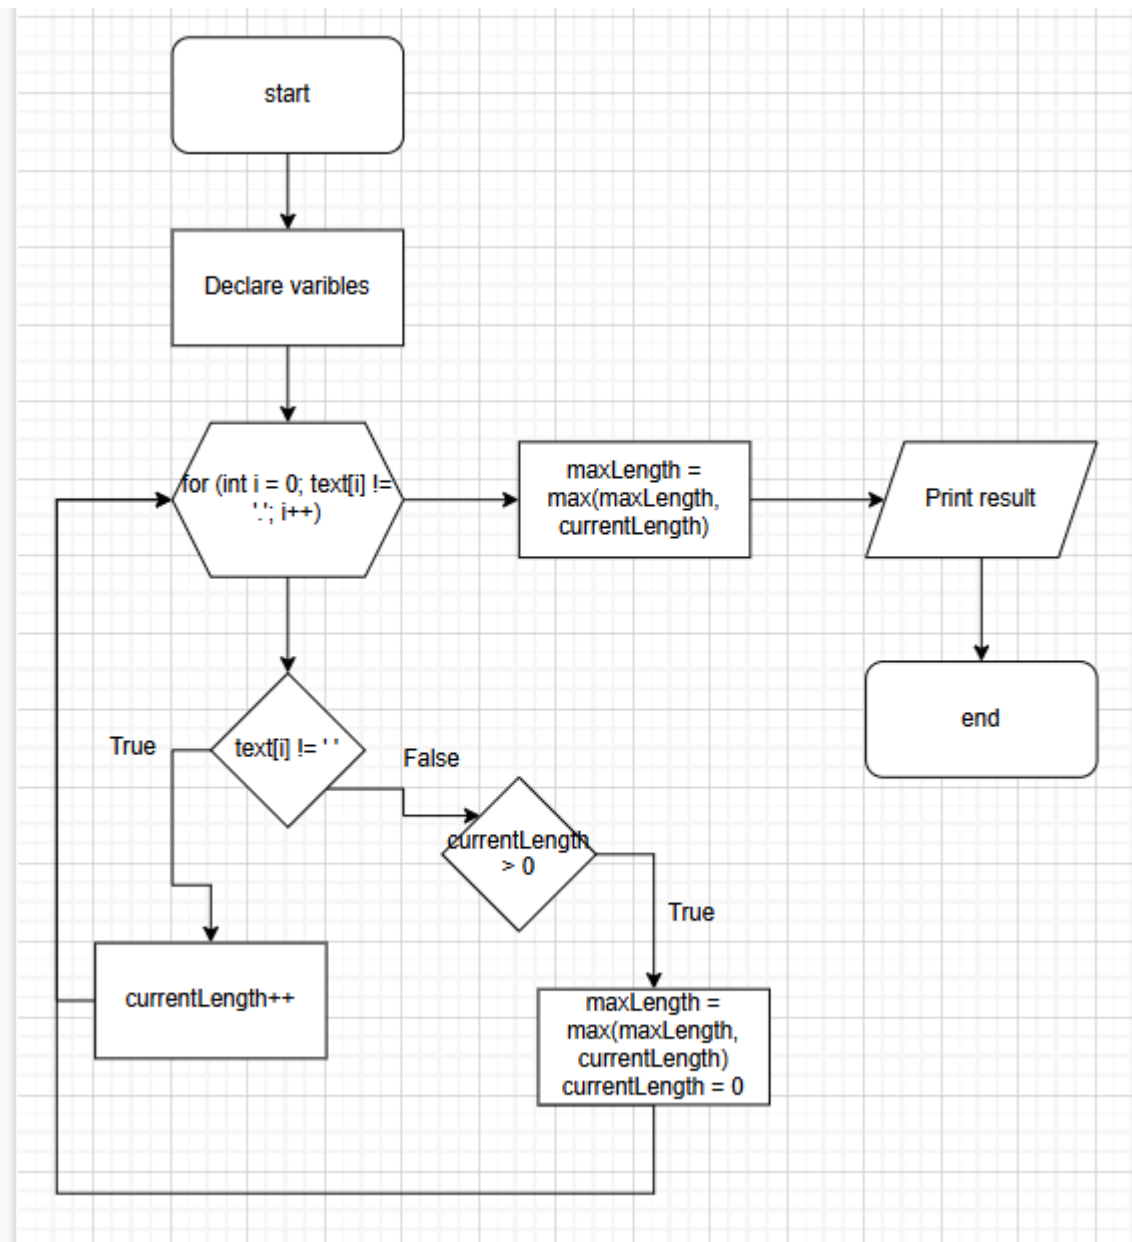 start
Declare varibles
for (int i = 0; text[i] !=
'.'; i++)
maxLength =
max(maxLength,
currentLength)
Print result
end
text[i] != ' '
True
False
currentLength
> 0
True
currentLength++
maxLength =
max(maxLength,
currentLength)
currentLength = 0